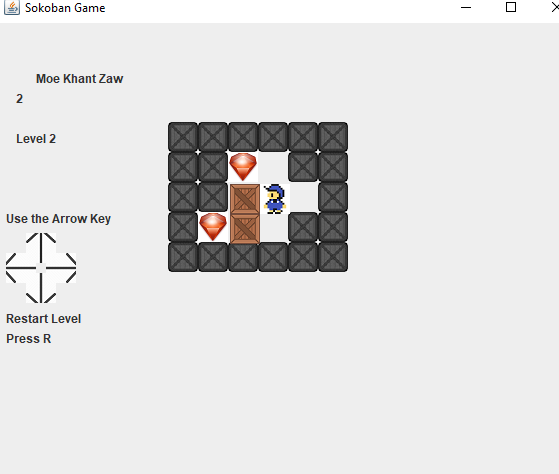 Sokoban Game
Moe Khant Zaw
2
Level 2
Use the Arrow Key
Restart Level
Press R